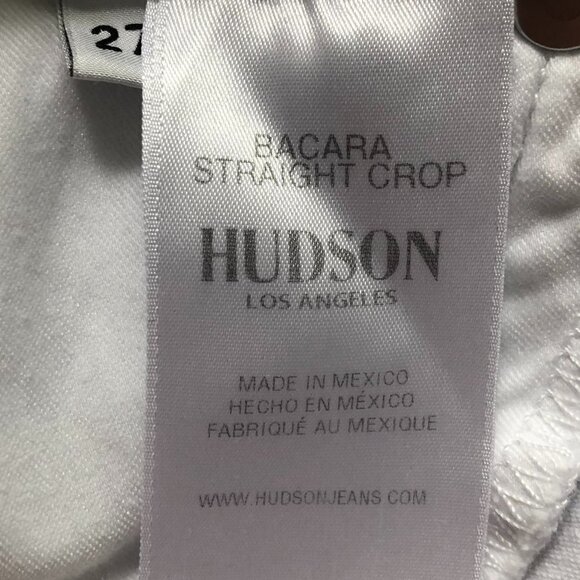 27
BACARA
STRAIGHT CROP
HUDSON
LOS ANGELES
MADE IN MEXICO
HECHO EN MÉXICO
FABRIQUÉ AU MEXIQUE
WWW.HUDSONJEANS.COM